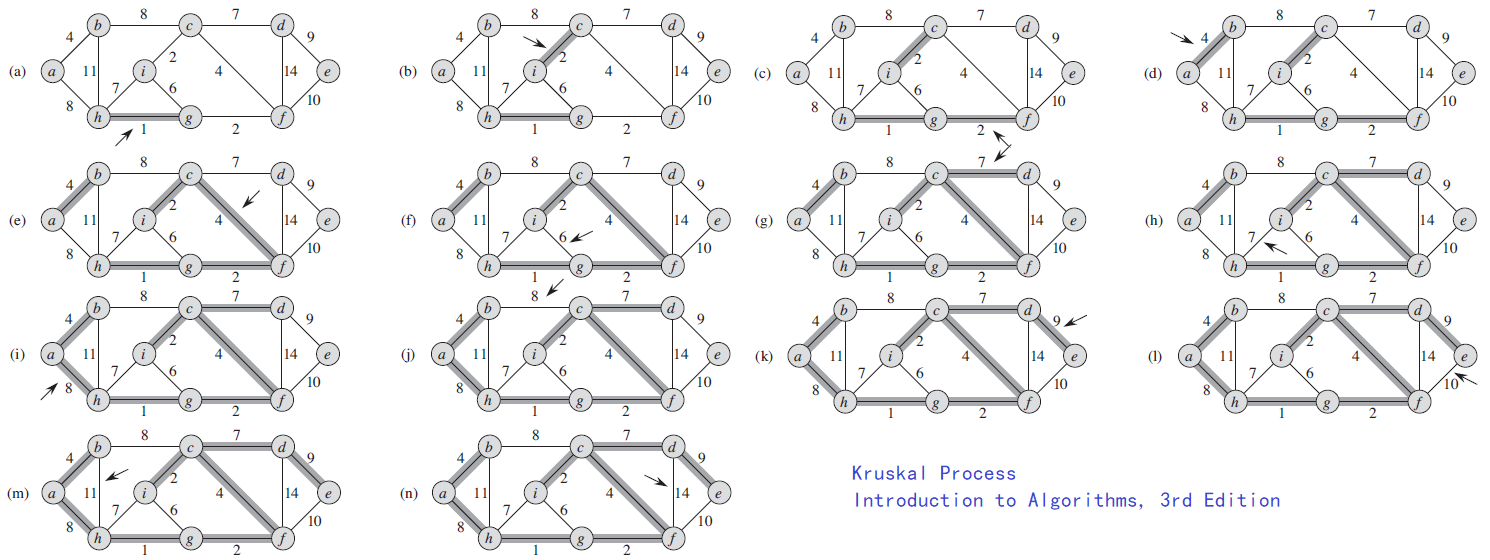 (a)
8 7
b c d
4 2 9
a 11 i 4 14 e
8 7 6 10
h g f
1 2
(b)
8 7
b c d
4 2 9
a 11 i 4 14 e
8 7 6 10
h g f
1 2
(c)
8 7
b c d
4 2 9
a 11 i 4 14 e
8 7 6 10
h g f
1 2
(d)
8 7
b c d
4 2 9
a 11 i 4 14 e
8 7 6 10
h g f
1 2
(e)
8 7
b c d
4 2 9
a 11 i 4 14 e
8 7 6 10
h g f
1 2
(f)
8 7
b c d
4 2 9
a 11 i 4 14 e
8 7 6 10
h g f
1 2
(g)
8 7
b c d
4 2 9
a 11 i 4 14 e
8 7 6 10
h g f
1 2
(h)
8 7
b c d
4 2 9
a 11 i 4 14 e
8 7 6 10
h g f
1 2
(i)
8 7
b c d
4 2 9
a 11 i 4 14 e
8 7 6 10
h g f
1 2
(j)
8 7
b c d
4 2 9
a 11 i 4 14 e
8 7 6 10
h g f
1 2
(k)
8 7
b c d
4 2 9
a 11 i 4 14 e
8 7 6 10
h g f
1 2
(l)
8 7
b c d
4 2 9
a 11 i 4 14 e
8 7 6 10
h g f
1 2
(m)
8 7
b c d
4 2 9
a 11 i 4 14 e
8 7 6 10
h g f
1 2
(n)
8 7
b c d
4 2 9
a 11 i 4 14 e
8 7 6 10
h g f
1 2
Kruskal Process
Introduction to Algorithms, 3rd Edition